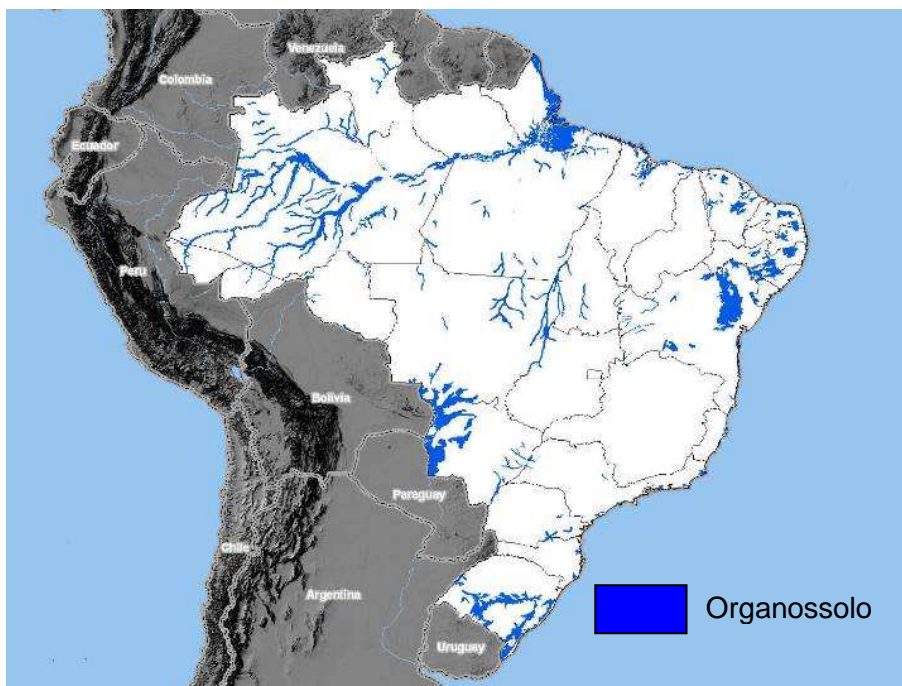 Venezuela
Colombia
Ecuador
Peru
Bolivia
Paraguay
Chile
Argentina
Organossolo
Uruguay